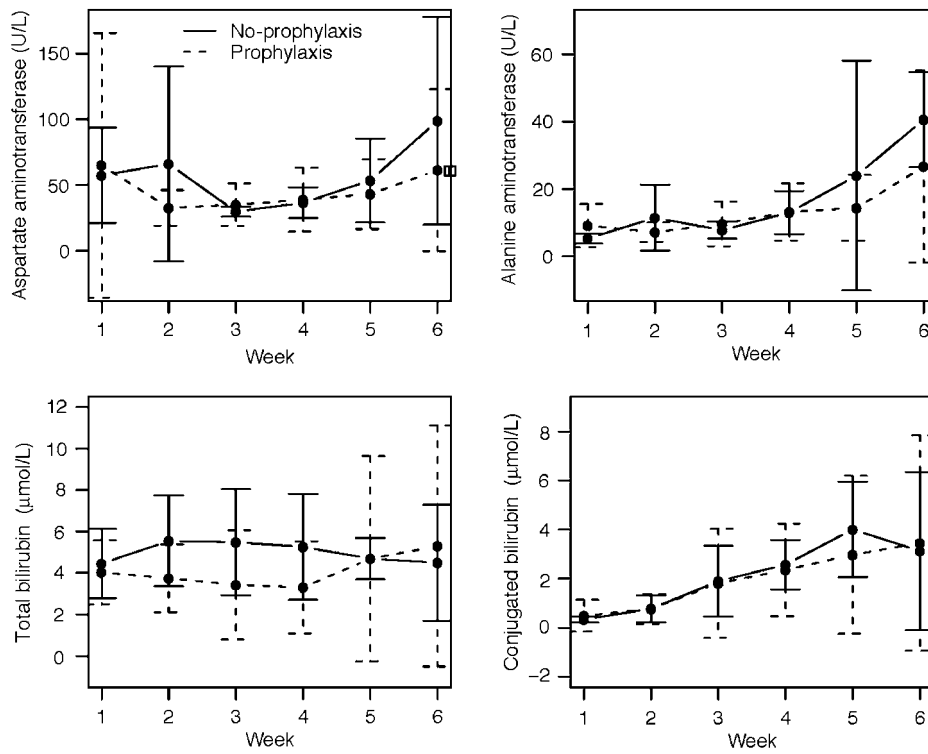 Aspartate aminotransferase (U/L)
150
100
50
0
No-prophylaxis
Prophylaxis
1 2 3 4 5 6
Week
Alanine aminotransferase (U/L)
60
40
20
0
1 2 3 4 5 6
Week
Total bilirubin (μmol/L)
12
10
8
6
4
2
0
1 2 3 4 5 6
Week
Conjugated bilirubin (μmol/L)
8
6
4
2
0
−2
1 2 3 4 5 6
Week